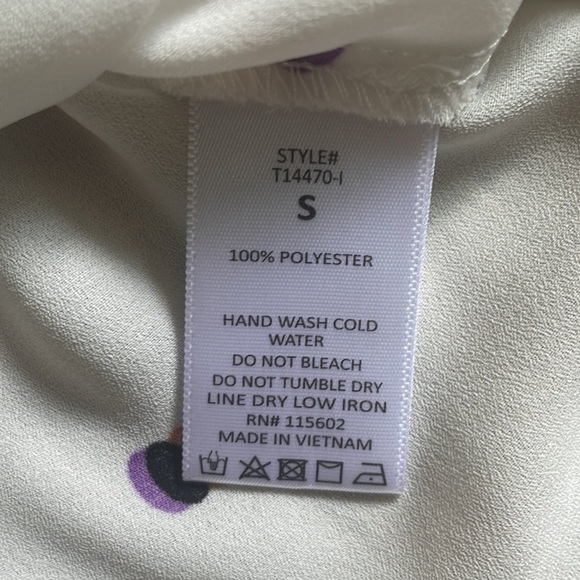 STYLE#
T14470-I
S
100% POLYESTER
HAND WASH COLD
WATER
DO NOT BLEACH
DO NOT TUMBLE DRY
LINE DRY LOW IRON
RN# 115602
MADE IN VIETNAM